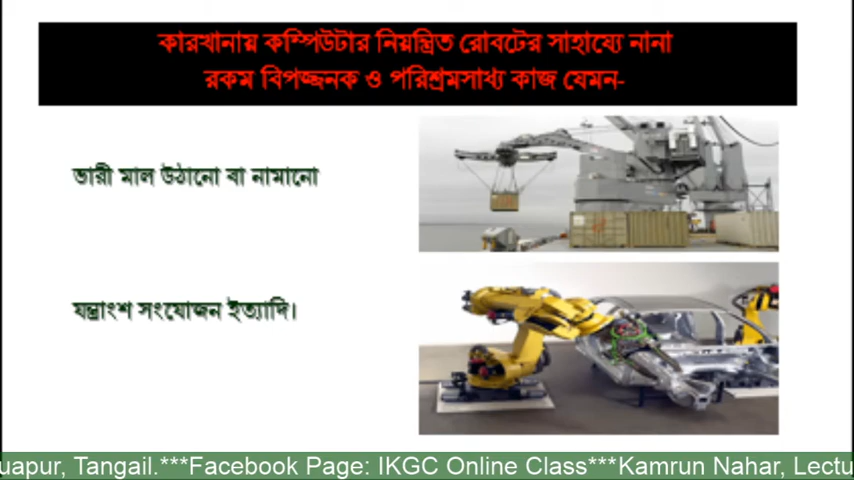 কারখানায় কম্পিউটার নিয়ন্ত্রিত রোবটের সাহায্যে নানা
রকম বিপজ্জনক ও পরিশ্রমসাধ্য কাজ যেমন-
ভারী মাল উঠানো বা নামানো
যন্ত্রাংশ সংযোজন ইত্যাদি।
uapur, Tangail.***Facebook Page: IKGC Online Class***Kamrun Nahar, Lectu